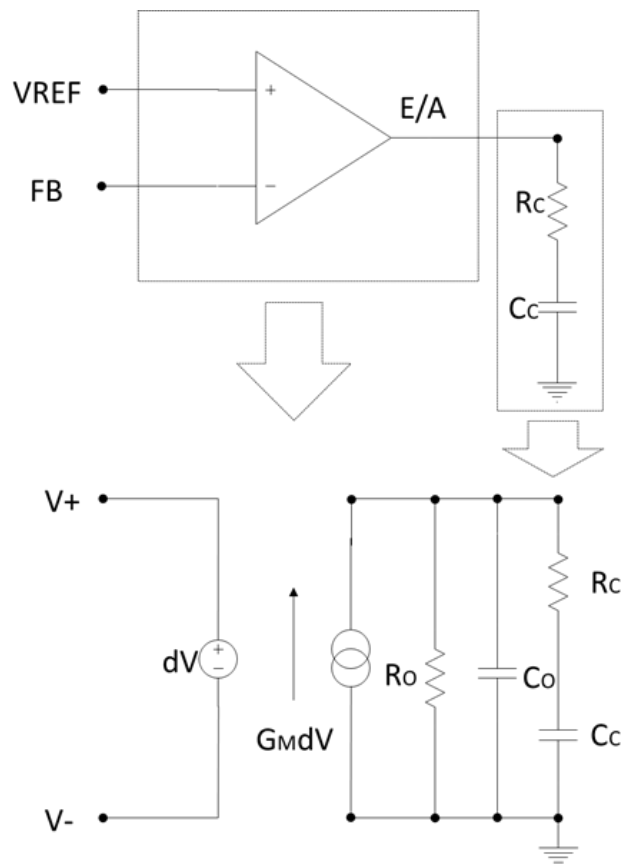 VREF
+
E/A
FB
−
RC
CC
V+
RC
dV
+
−
RO
CO
GMdV
CC
V-